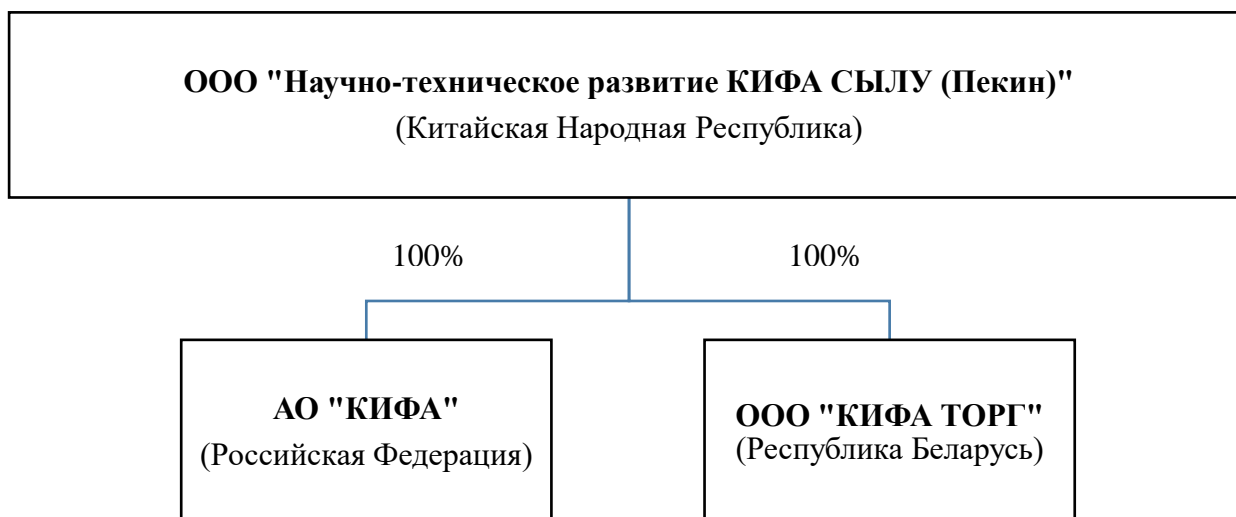 ООО "Научно-техническое развитие КИФА СЫЛУ (Пекин)"
(Китайская Народная Республика)
100%
100%
АО "КИФА"
(Российская Федерация)
ООО "КИФА ТОРГ"
(Республика Беларусь)